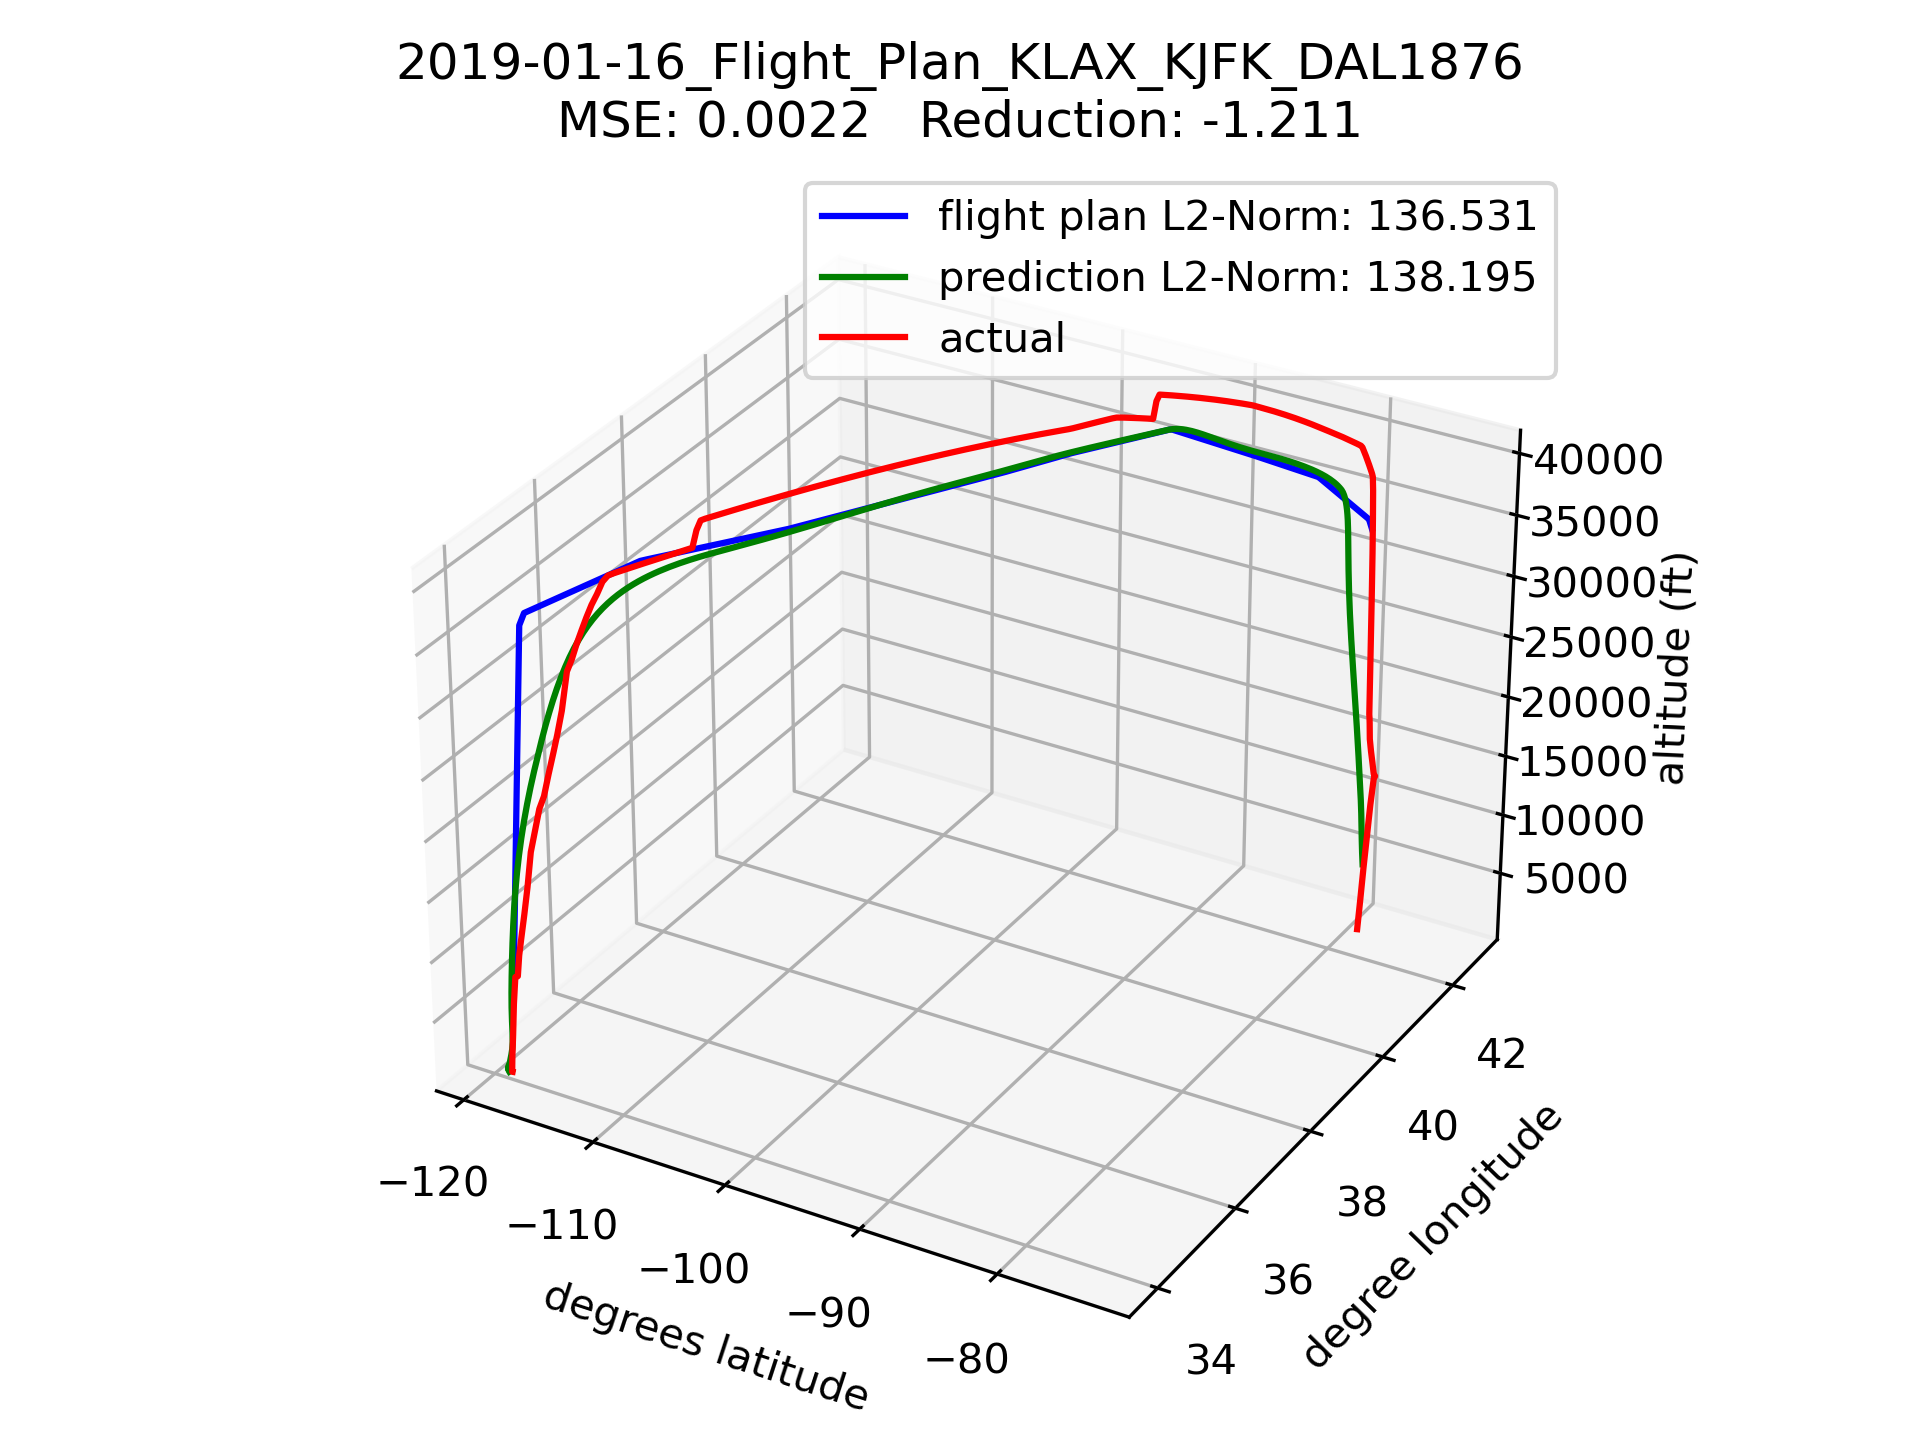 2019-01-16_Flight_Plan_KLAX_KJFK_DAL1876
MSE: 0.0022   Reduction: -1.211
flight plan L2-Norm: 136.531
prediction L2-Norm: 138.195
actual
40000
35000
30000
25000
20000
15000
10000
5000
altitude (ft)
42
40
38
36
34
degree longitude
−120
−110
−100
−90
−80
degrees latitude